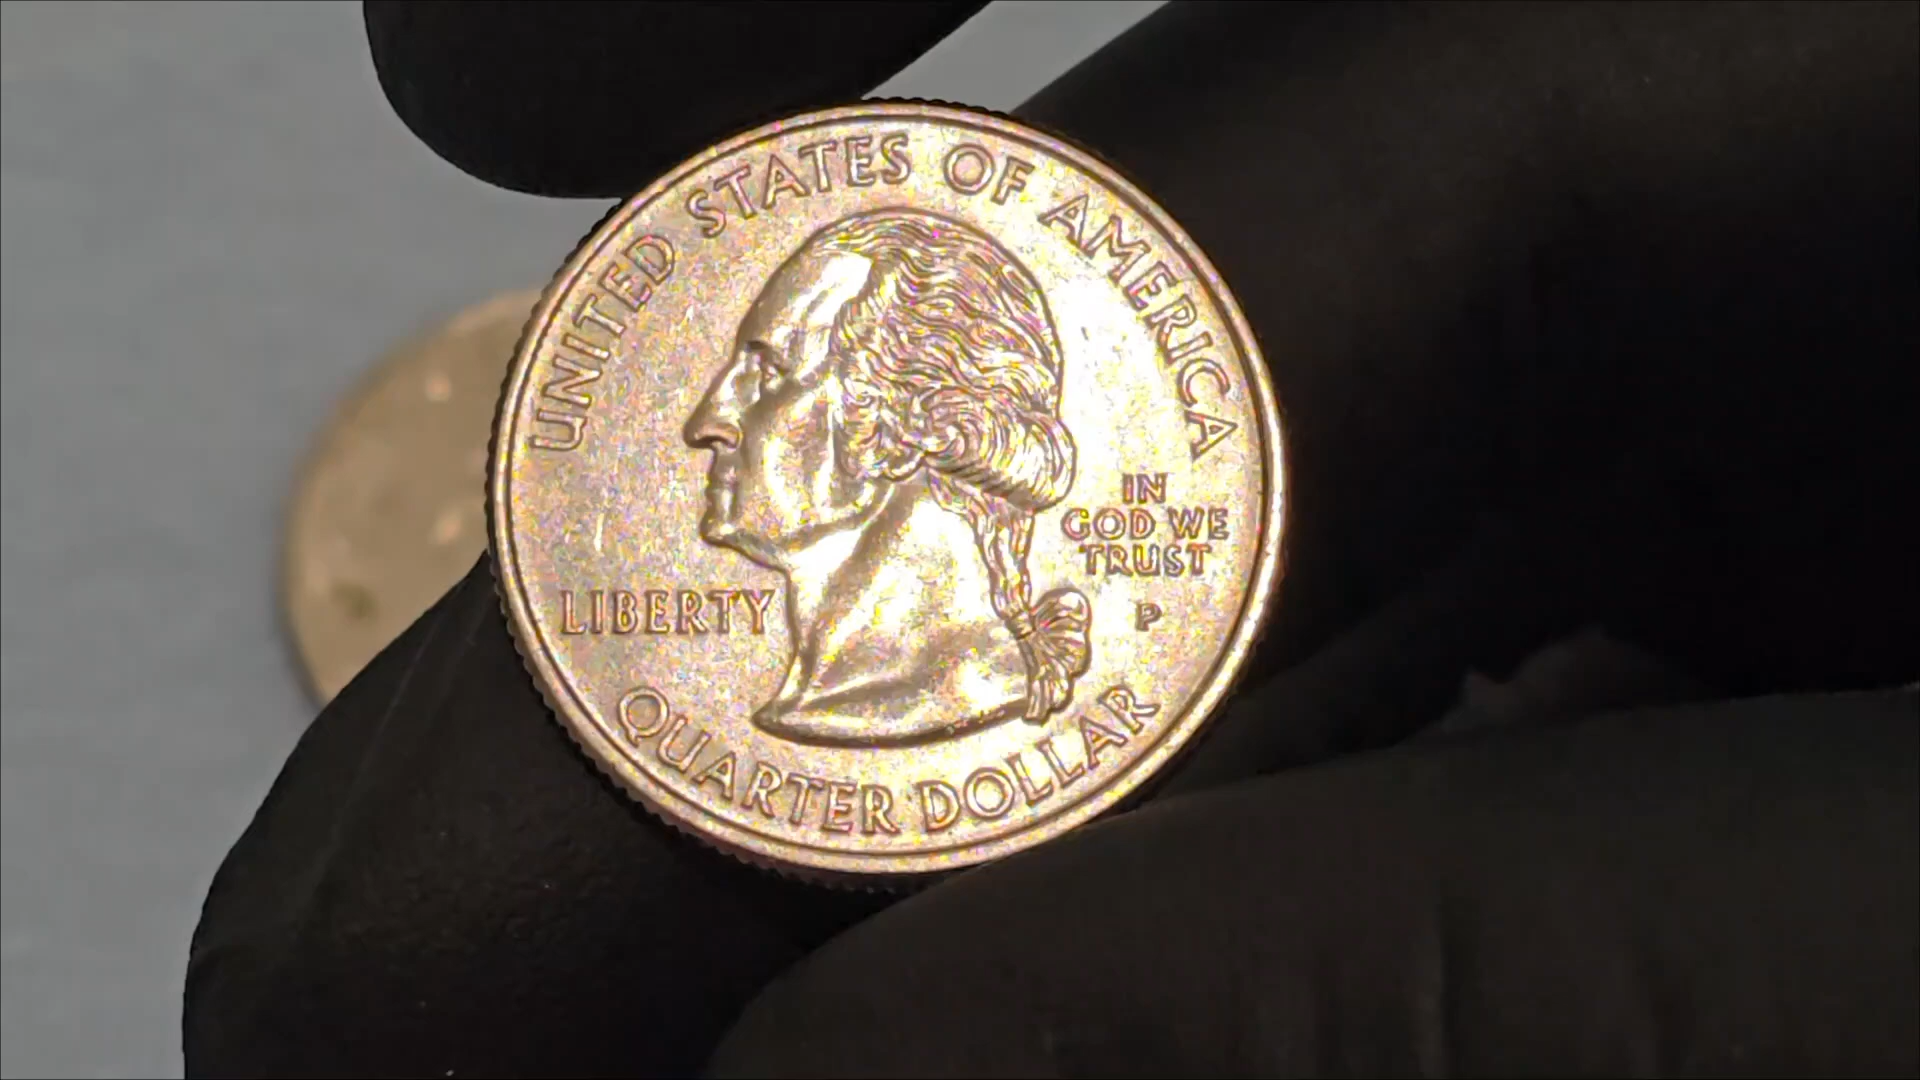 UNITED STATES OF AMERICA
IN
GOD WE
TRUST
LIBERTY
P
QUARTER DOLLAR